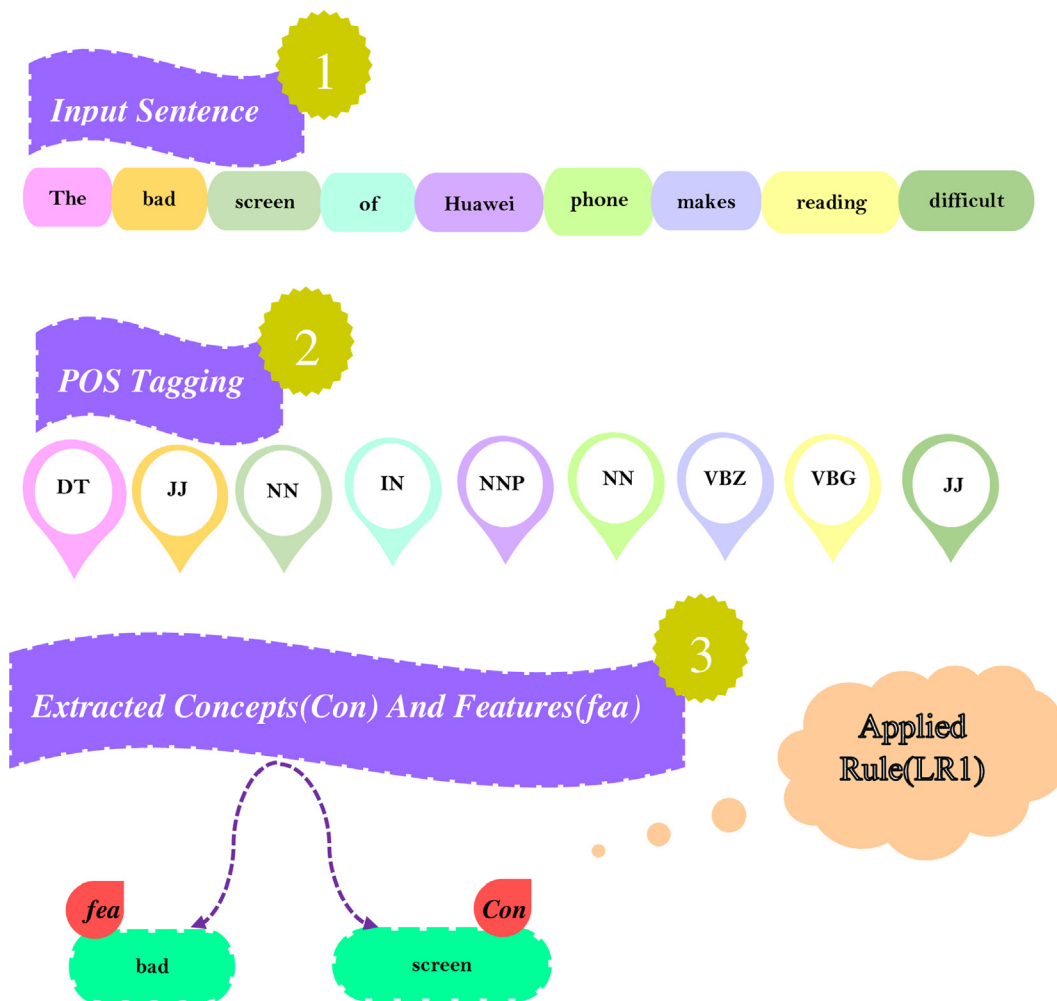 1
Input Sentence
The bad screen of Huawei phone makes reading difficult
2
POS Tagging
DT JJ NN IN NNP NN VBZ VBG JJ
3
Extracted Concepts(Con) And Features(fea)
Applied
Rule(LR1)
fea Con
bad screen